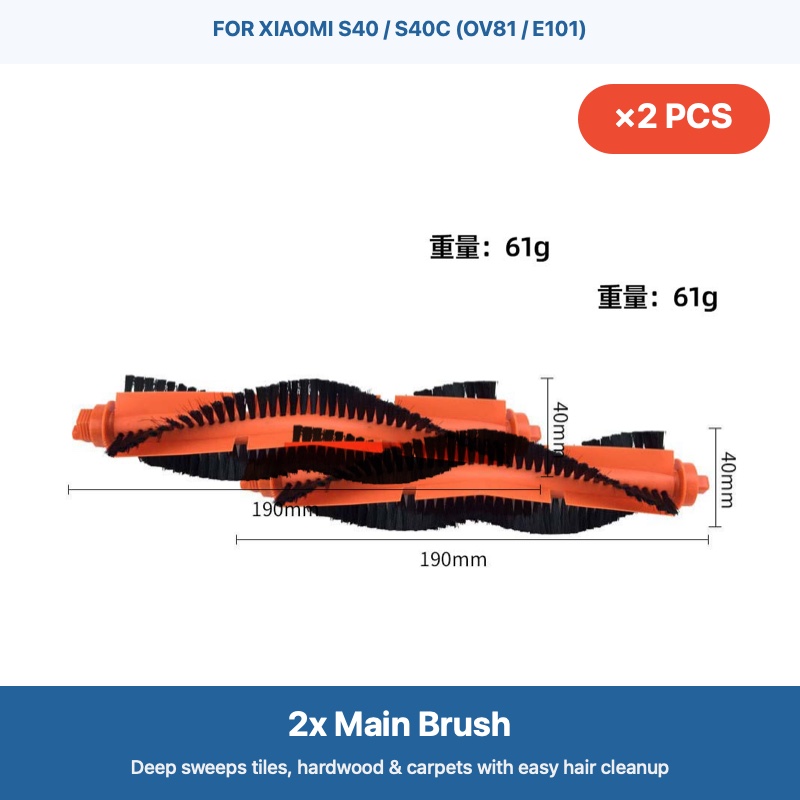 FOR XIAOMI S40 / S40C (OV81 / E101)
×2 PCS
重量：61g
重量：61g
40mm
40mm
190mm
190mm
2x Main Brush
Deep sweeps tiles, hardwood & carpets with easy hair cleanup